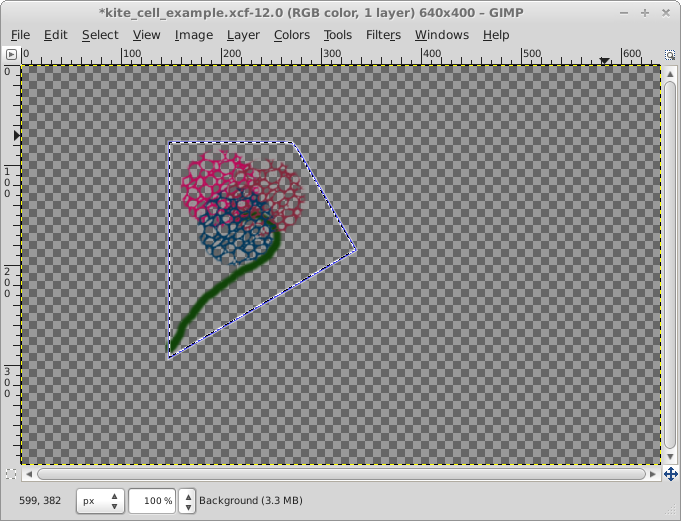 *kite_cell_example.xcf-12.0 (RGB color, 1 layer) 640x400 – GIMP
File Edit Select View Image Layer Colors Tools Filters Windows Help
0 100 200 300 400 500 600
0
100
200
300
599, 382 px 100 % Background (3.3 MB)